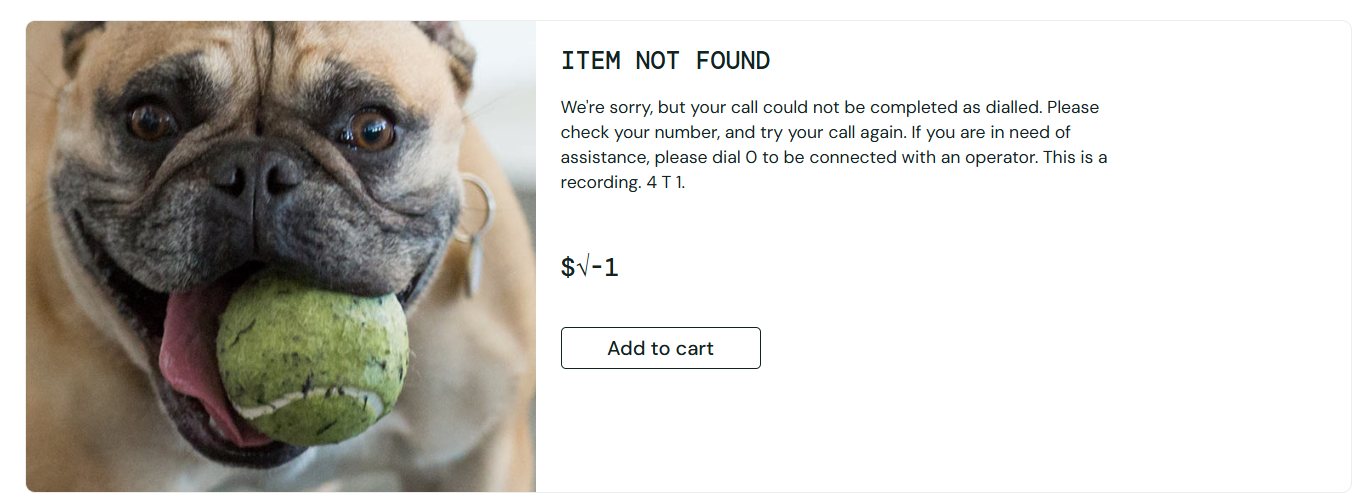 ITEM NOT FOUND
We're sorry, but your call could not be completed as dialled. Please
check your number, and try your call again. If you are in need of
assistance, please dial 0 to be connected with an operator. This is a
recording. 4 T 1.
$√-1
Add to cart